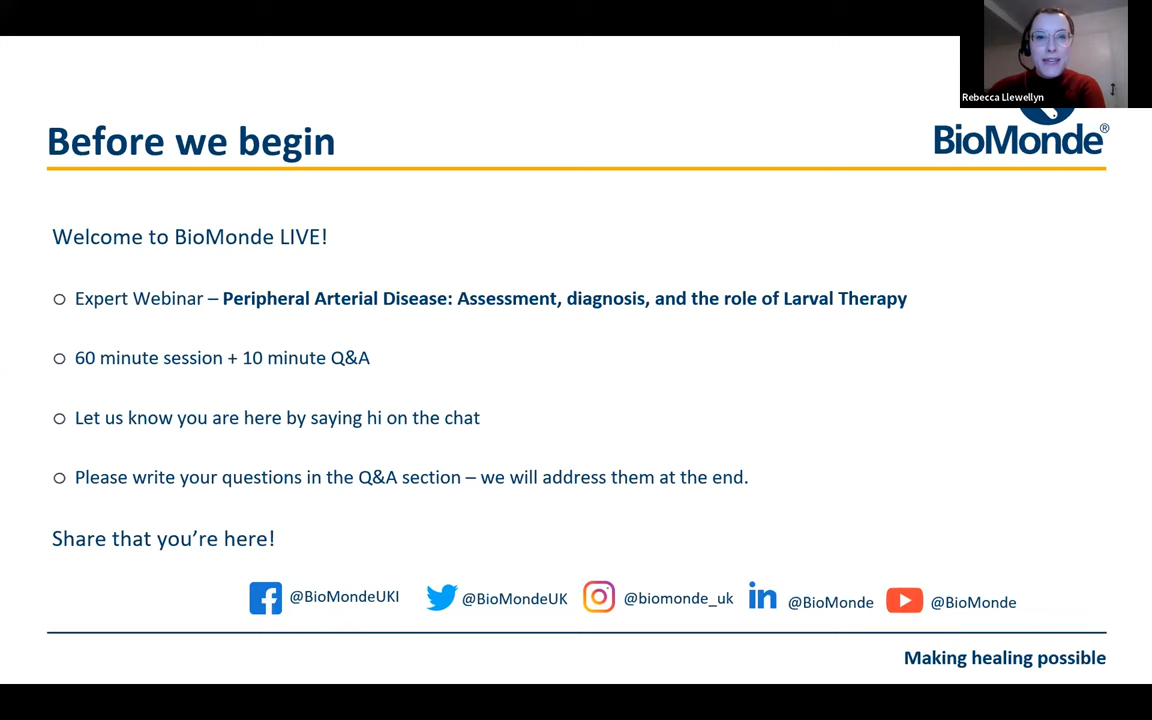 Rebecca Llewellyn
Before we begin
BioMonde®
Welcome to BioMonde LIVE!
Expert Webinar – Peripheral Arterial Disease: Assessment, diagnosis, and the role of Larval Therapy
60 minute session + 10 minute Q&A
Let us know you are here by saying hi on the chat
Please write your questions in the Q&A section – we will address them at the end.
Share that you’re here!
@BioMondeUKI @BioMondeUK @biomonde_uk @BioMonde @BioMonde
Making healing possible